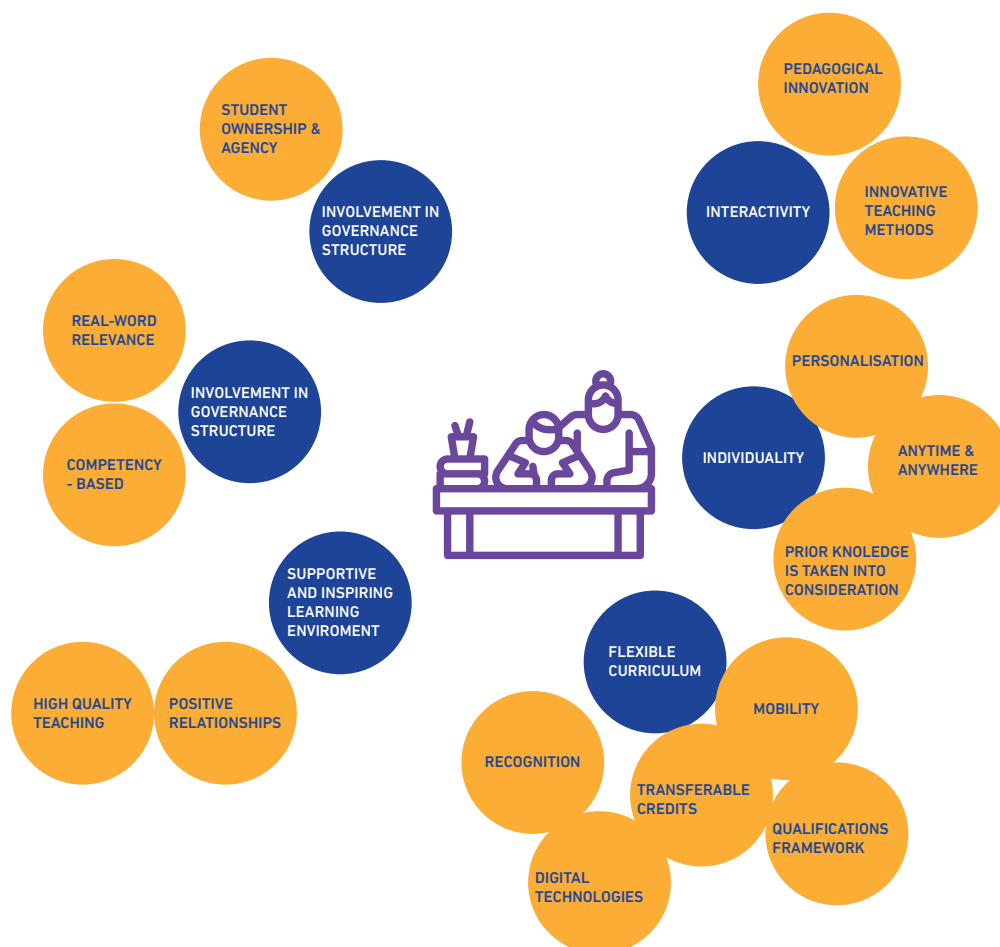 STUDENT
OWNERSHIP &
AGENCY
INVOLVEMENT IN
GOVERNANCE
STRUCTURE
REAL-WORD
RELEVANCE
INVOLVEMENT IN
GOVERNANCE
STRUCTURE
COMPETENCY
- BASED
SUPPORTIVE
AND INSPIRING
LEARNING
ENVIROMENT
HIGH QUALITY
TEACHING
POSITIVE
RELATIONSHIPS
PEDAGOGICAL
INNOVATION
INTERACTIVITY
INNOVATIVE
TEACHING
METHODS
PERSONALISATION
INDIVIDUALITY
ANYTIME &
ANYWHERE
PRIOR KNOLEDGE
IS TAKEN INTO
CONSIDERATION
FLEXIBLE
CURRICULUM
MOBILITY
RECOGNITION
TRANSFERABLE
CREDITS
QUALIFICATIONS
FRAMEWORK
DIGITAL
TECHNOLOGIES